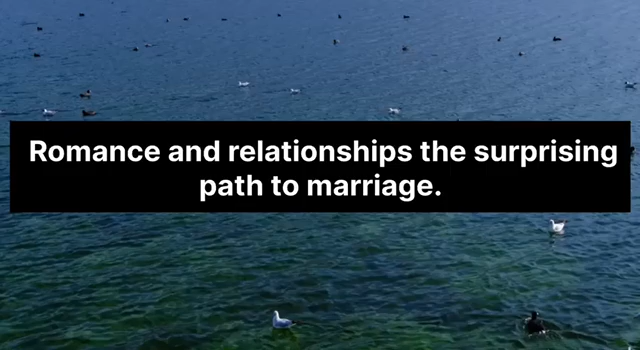 Romance and relationships the surprising
path to marriage.